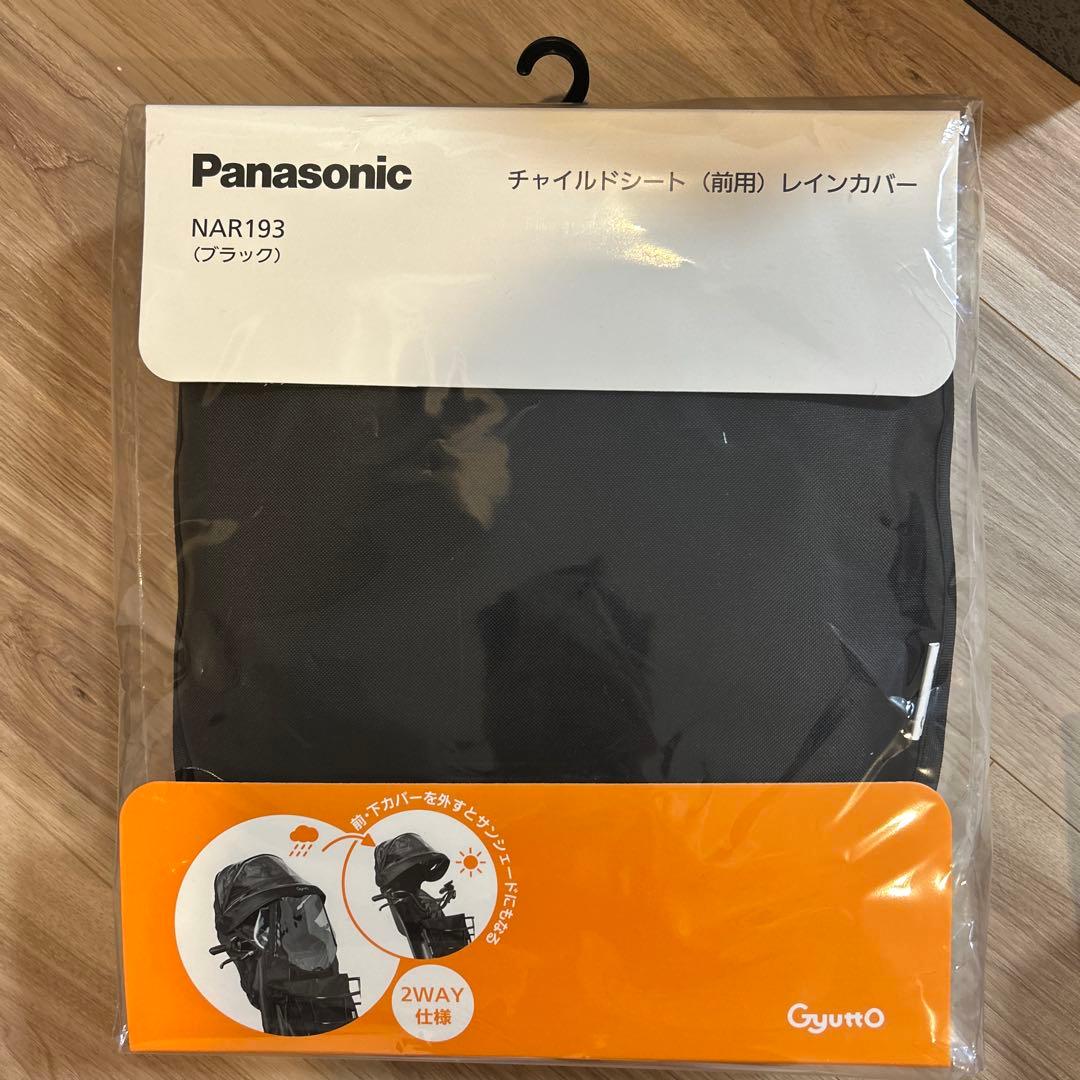 Panasonic
チャイルドシート（前用）レインカバー
NAR193
（ブラック）
前・下カバーを外すとサンシェードにもなる
2WAY
仕様
Gyutto